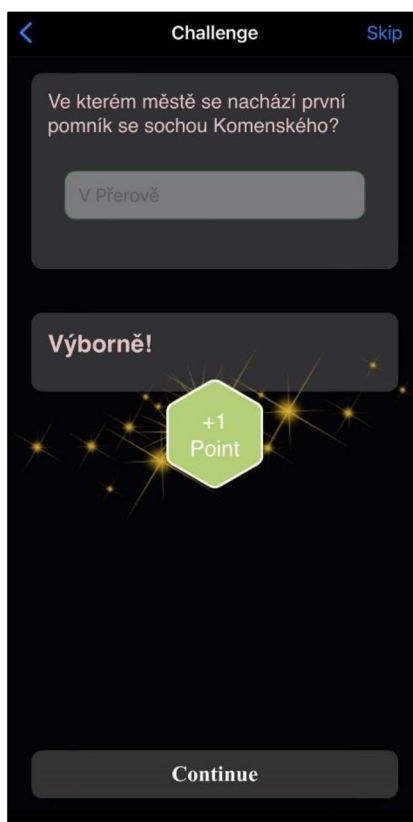 Challenge
Skip
Ve kterém městě se nachází první
pomník se sochou Komenského?
V Přerově
Výborně!
+1
Point
Continue